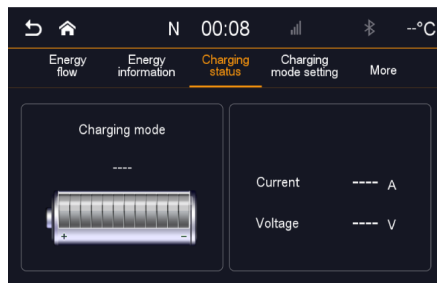 N 00:08 --°C
Energy flow
Energy information
Charging status
Charging mode setting
More
Charging mode
----
+ −
Current ---- A
Voltage ---- V